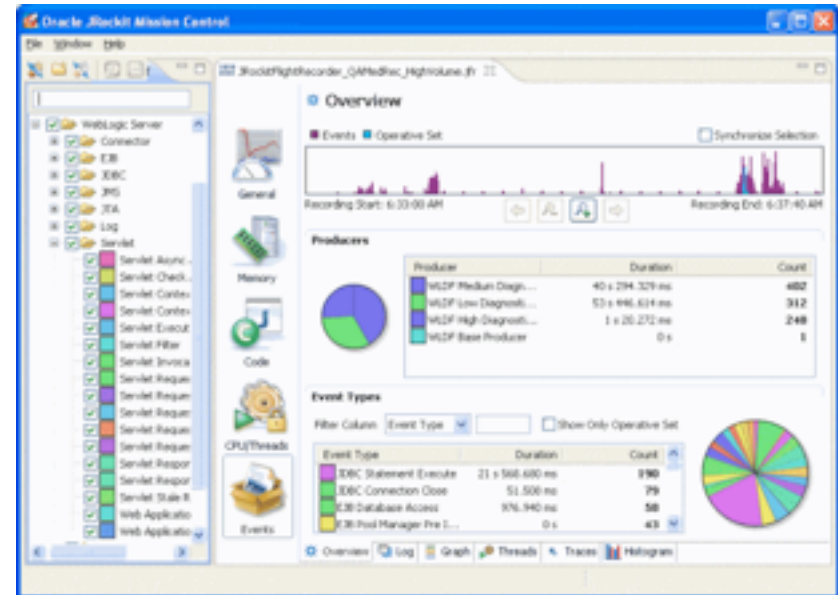 Oracle JRockit Mission Control
File Window Help
JRockitFlightRecorder_QAMedRec_HighVolume.jfr
Overview
Events Operative Set
Synchronize Selection
Recording Start: 6:33:00 AM
Recording End: 6:37:40 AM
WebLogic Server
Connector
EJB
JDBC
JMS
JTA
Log
Servlet
Servlet Async
Servlet Check
Servlet Contex
Servlet Contex
Servlet Execut
Servlet Filter
Servlet Invoca
Servlet Reque
Servlet Reques
Servlet Reques
Servlet Reques
Servlet Reques
Servlet Respor
Servlet Respor
Servlet Stale R
Web Applicatio
Web Applicatio
General
Memory
Code
CPU/Threads
Events
Producers
Producer Duration Count
WLDF Medium Diagn... 40 s 294.329 ms 402
WLDF Low Diagnosti... 53 s 446.614 ms 312
WLDF High Diagnosti... 1 s 20.272 ms 248
WLDF Base Producer 0 s 1
Event Types
Filter Column Event Type Show Only Operative Set
Event Type Duration Count
JDBC Statement Execute 21 s 568.680 ms 190
JDBC Connection Close 51.508 ms 79
EJB Database Access 976.940 ms 58
EJB Pool Manager Pre I... 0 s 43
Overview Log Graph Threads Traces Histogram